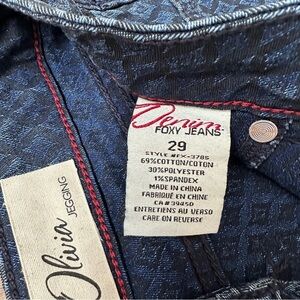 Denim
FOXY JEANS
29
STYLE #FX-3785
69%COTTON/COTON
30%POLYESTER
1%SPANDEX
MADE IN CHINA
FABRIQUÉ EN CHINE
CA#39450
ENTRETIENS AU VERSO
CARE ON REVERSE
Olivia
JEGGING